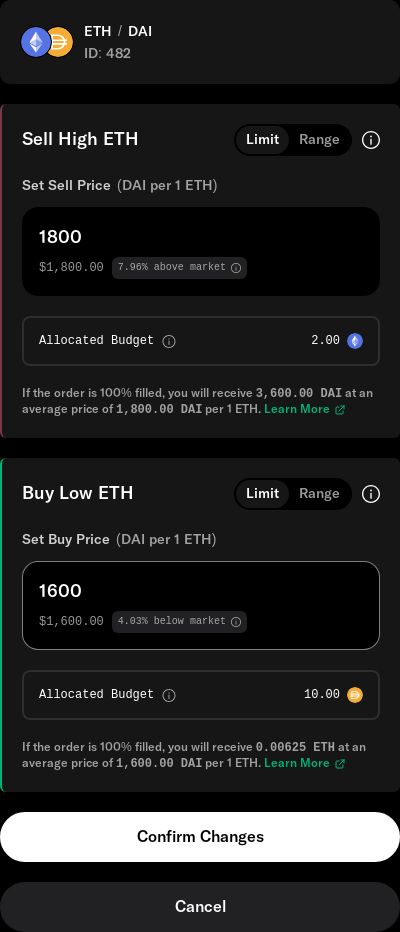 ETH / DAI
ID: 482
Sell High ETH
Limit Range
Set Sell Price (DAI per 1 ETH)
1800
$1,800.00 7.96% above market
Allocated Budget 2.00
If the order is 100% filled, you will receive 3,600.00 DAI at an
average price of 1,800.00 DAI per 1 ETH. Learn More
Buy Low ETH
Limit Range
Set Buy Price (DAI per 1 ETH)
1600
$1,600.00 4.03% below market
Allocated Budget 10.00
If the order is 100% filled, you will receive 0.00625 ETH at an
average price of 1,600.00 DAI per 1 ETH. Learn More
Confirm Changes
Cancel